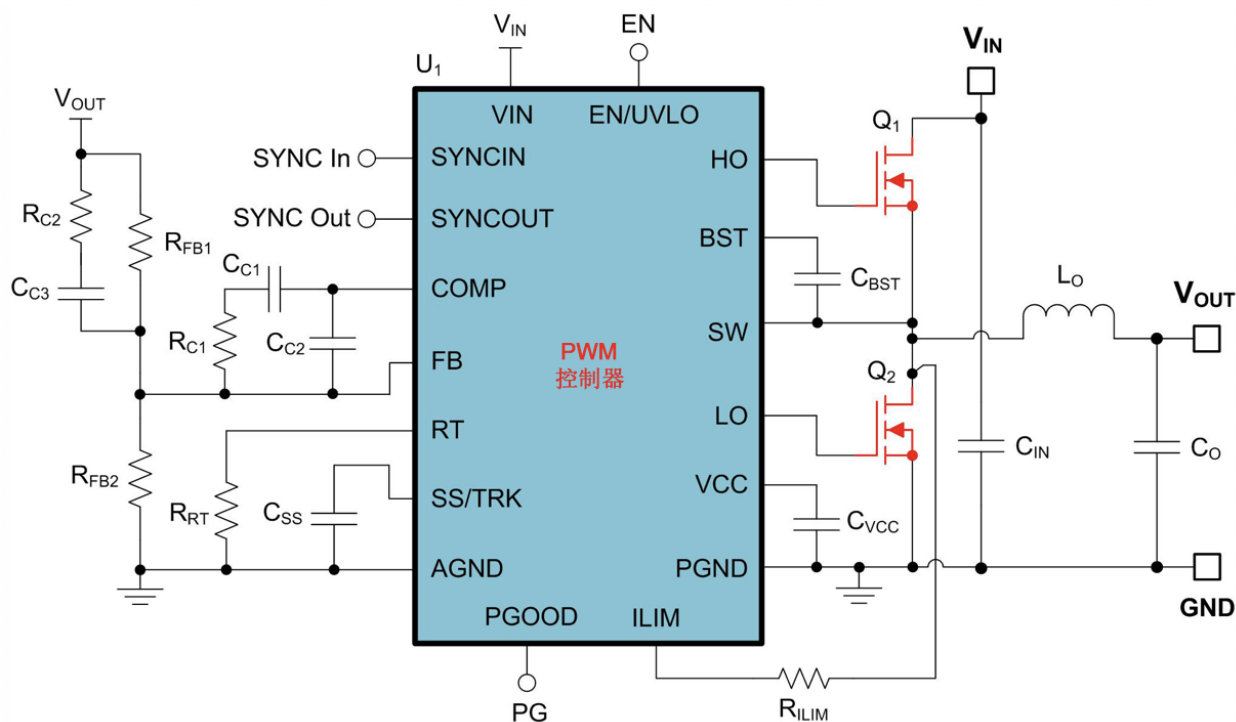 VIN
EN
VIN
U1
VOUT
VIN
EN/UVLO
Q1
SYNC In
SYNCIN
HO
RC2
SYNC Out
SYNCOUT
RFB1
BST
CC1
CC3
COMP
CBST
LO
VOUT
RC1
CC2
SW
FB
PWM
控制器
Q2
RT
LO
RFB2
CIN
CO
RRT
CSS
SS/TRK
VCC
CVCC
AGND
PGND
PGOOD
ILIM
GND
PG
RILIM